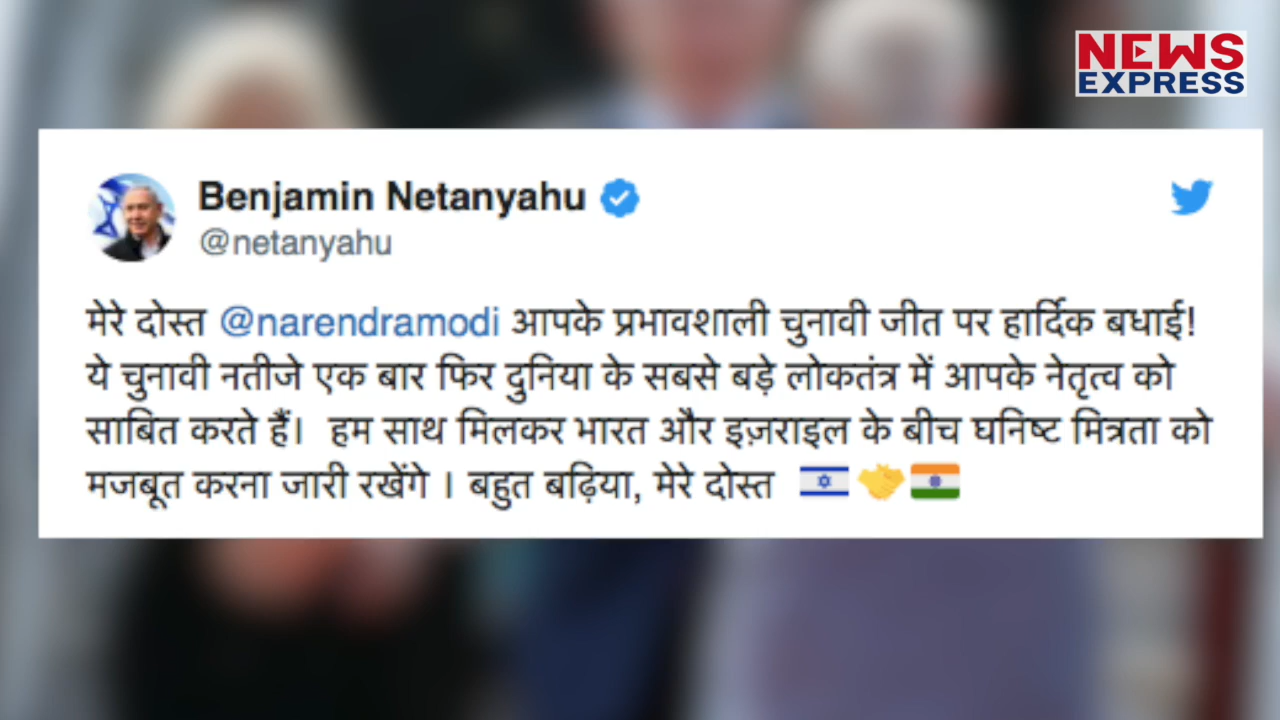 NEWS
EXPRESS
Benjamin Netanyahu
@netanyahu
मेरे दोस्त @narendramodi आपके प्रभावशाली चुनावी जीत पर हार्दिक बधाई!
ये चुनावी नतीजे एक बार फिर दुनिया के सबसे बड़े लोकतंत्र में आपके नेतृत्व को
साबित करते हैं। हम साथ मिलकर भारत और इज़राइल के बीच घनिष्ट मित्रता को
मजबूत करना जारी रखेंगे । बहुत बढ़िया, मेरे दोस्त 🇮🇱🤝🇮🇳